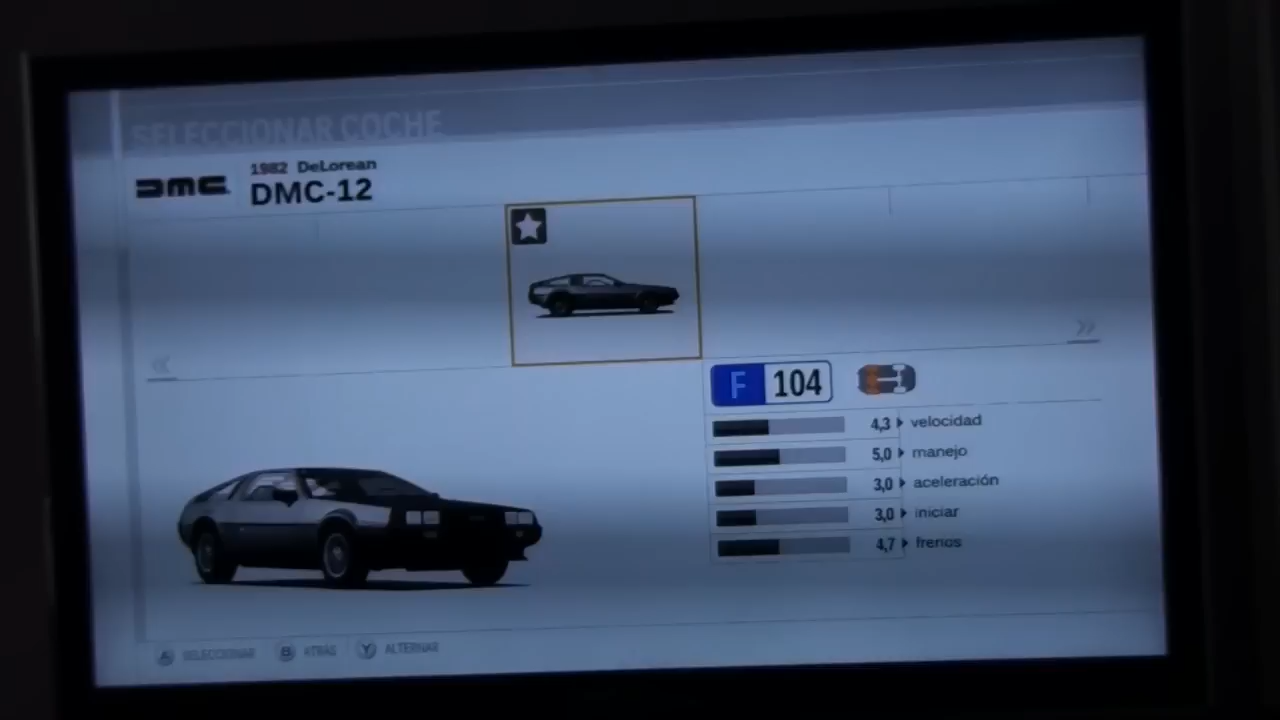 SELECCIONAR COCHE
DMC
1982 DeLorean
DMC-12
F 104
4,3 velocidad
5,0 manejo
3,0 aceleración
3,0 iniciar
4,7 frenos
A SELECCIONAR B ATRÁS Y ALTERNAR